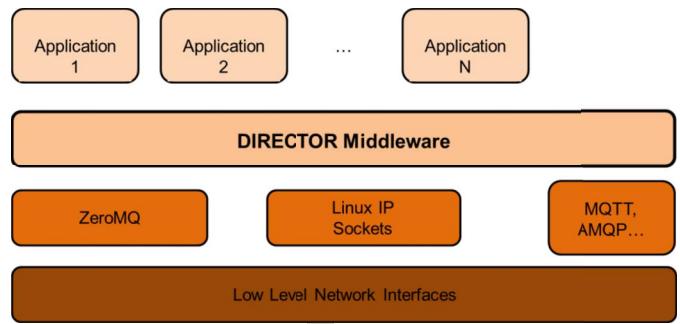 Application
1
Application
2
...
Application
N
DIRECTOR Middleware
ZeroMQ
Linux IP
Sockets
MQTT,
AMQP...
Low Level Network Interfaces